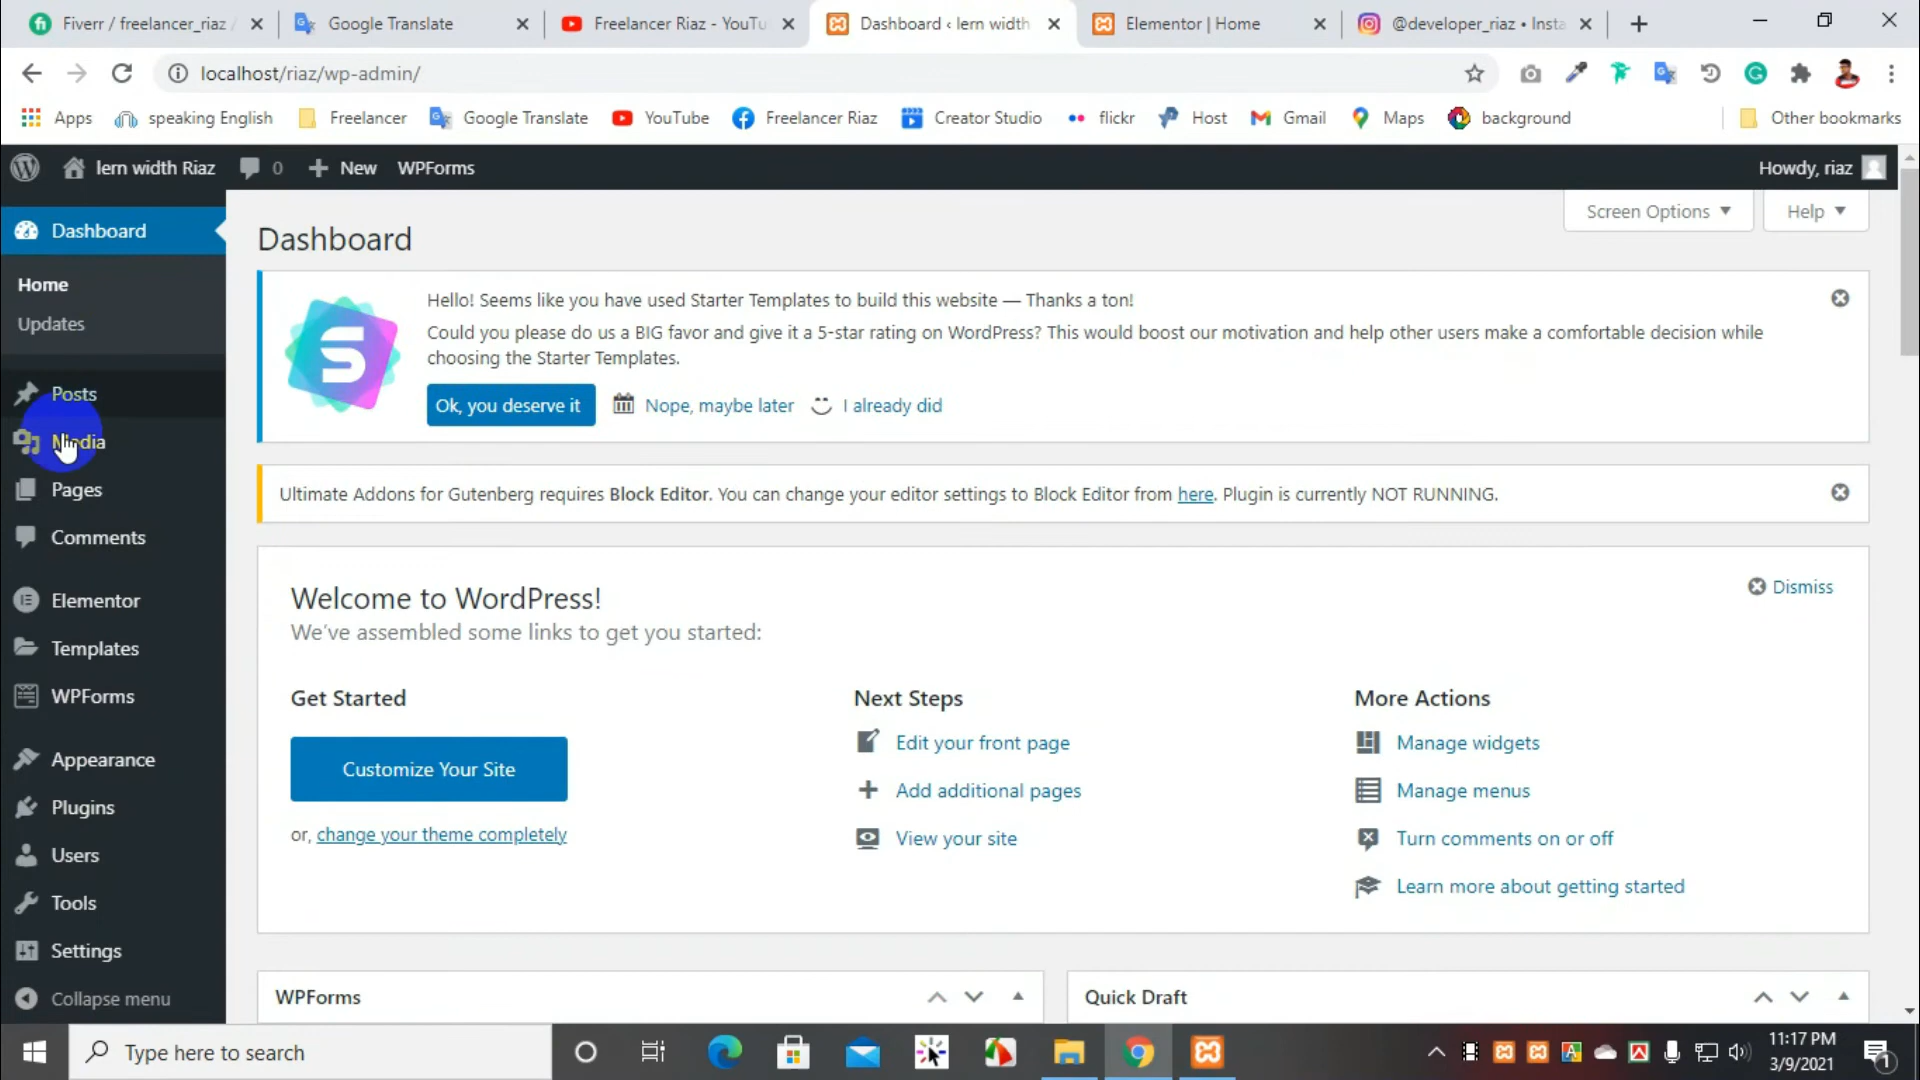 Fiverr / freelancer_riaz /
Google Translate
Freelancer Riaz - YouTu
Dashboard ‹ lern width
Elementor | Home
@developer_riaz • Insta
localhost/riaz/wp-admin/
Apps
speaking English
Freelancer
Google Translate
YouTube
Freelancer Riaz
Creator Studio
flickr
Host
Gmail
Maps
background
Other bookmarks
lern width Riaz
0
New
WPForms
Howdy, riaz
Screen Options
Help
Dashboard
Home
Updates
Posts
Media
Pages
Comments
Elementor
Templates
WPForms
Appearance
Plugins
Users
Tools
Settings
Collapse menu
Dashboard
Hello! Seems like you have used Starter Templates to build this website — Thanks a ton!
Could you please do us a BIG favor and give it a 5-star rating on WordPress? This would boost our motivation and help other users make a comfortable decision while
choosing the Starter Templates.
Ok, you deserve it
Nope, maybe later
I already did
Ultimate Addons for Gutenberg requires Block Editor. You can change your editor settings to Block Editor from here. Plugin is currently NOT RUNNING.
Welcome to WordPress!
We've assembled some links to get you started:
Dismiss
Get Started
Customize Your Site
or, change your theme completely
Next Steps
Edit your front page
Add additional pages
View your site
More Actions
Manage widgets
Manage menus
Turn comments on or off
Learn more about getting started
WPForms
Quick Draft
Type here to search
11:17 PM
3/9/2021
1